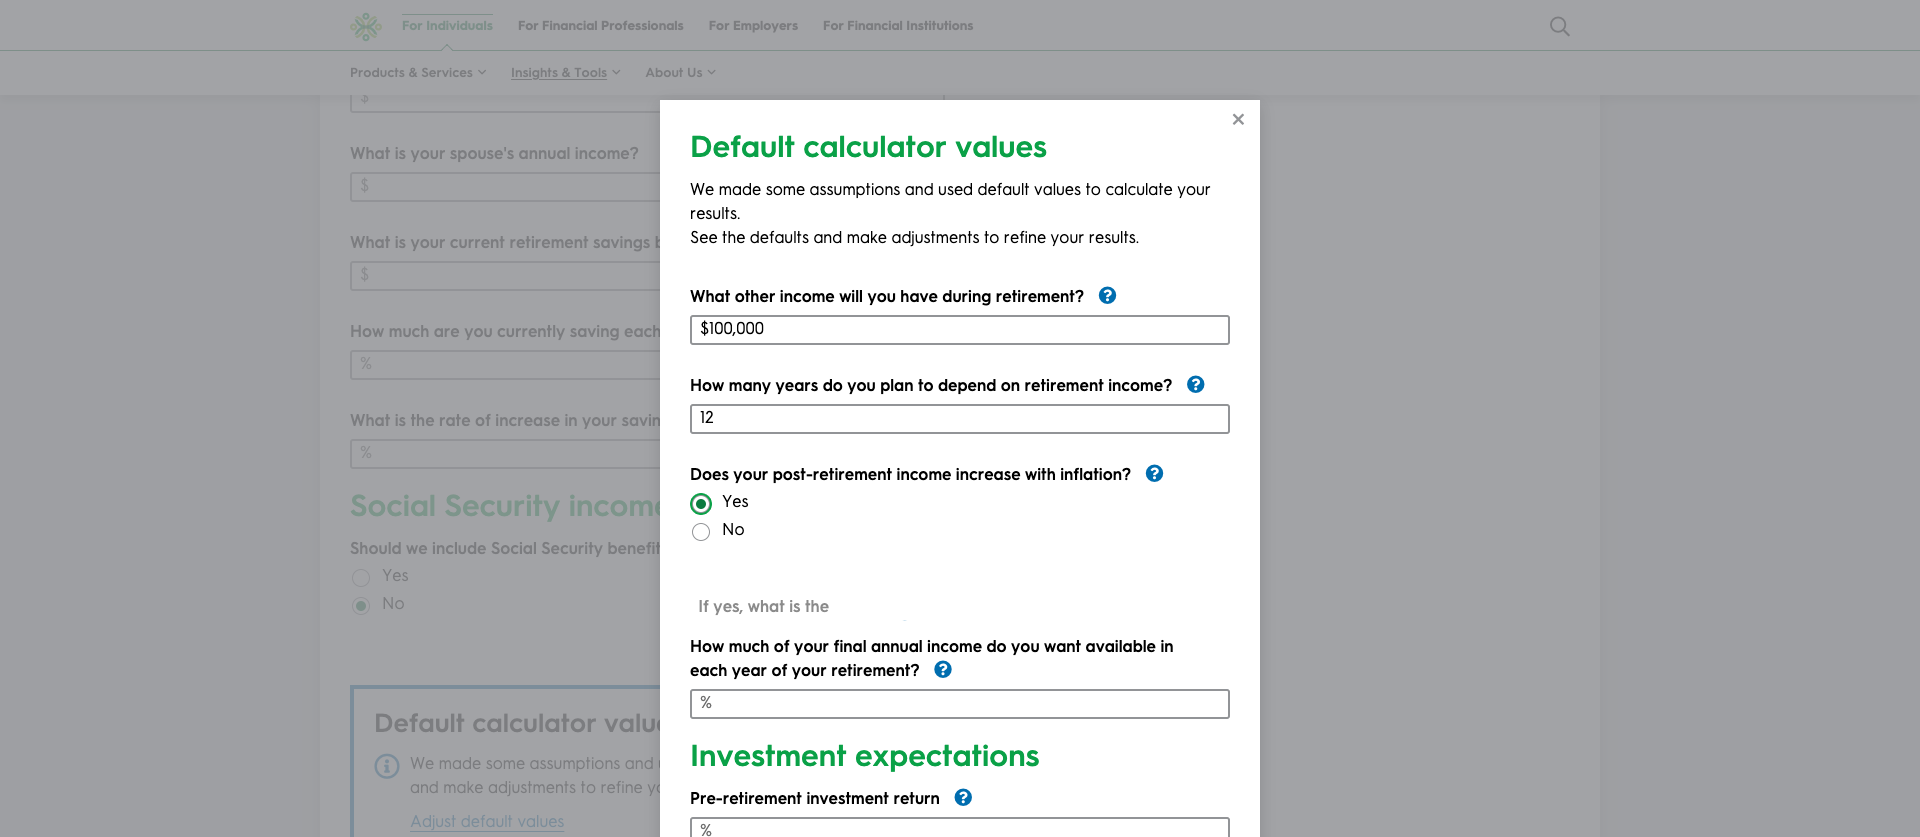 For Individuals
For Financial Professionals
For Employers
For Financial Institutions
Products & Services
Insights & Tools
About Us
$
What is your spouse's annual income?
$
What is your current retirement savings
$
How much are you currently saving each
%
What is the rate of increase in your
%
Social Security income
Should we include Social Security
Yes
No
Default calculator
We made some assumptions and
and make adjustments to refine
Adjust default values
×
Default calculator values
We made some assumptions and used default values to calculate your
results.
See the defaults and make adjustments to refine your results.
What other income will you have during retirement? ?
$100,000
How many years do you plan to depend on retirement income? ?
12
Does your post-retirement income increase with inflation? ?
Yes
No
If yes, what is the
How much of your final annual income do you want available in
each year of your retirement? ?
%
Investment expectations
Pre-retirement investment return ?
%